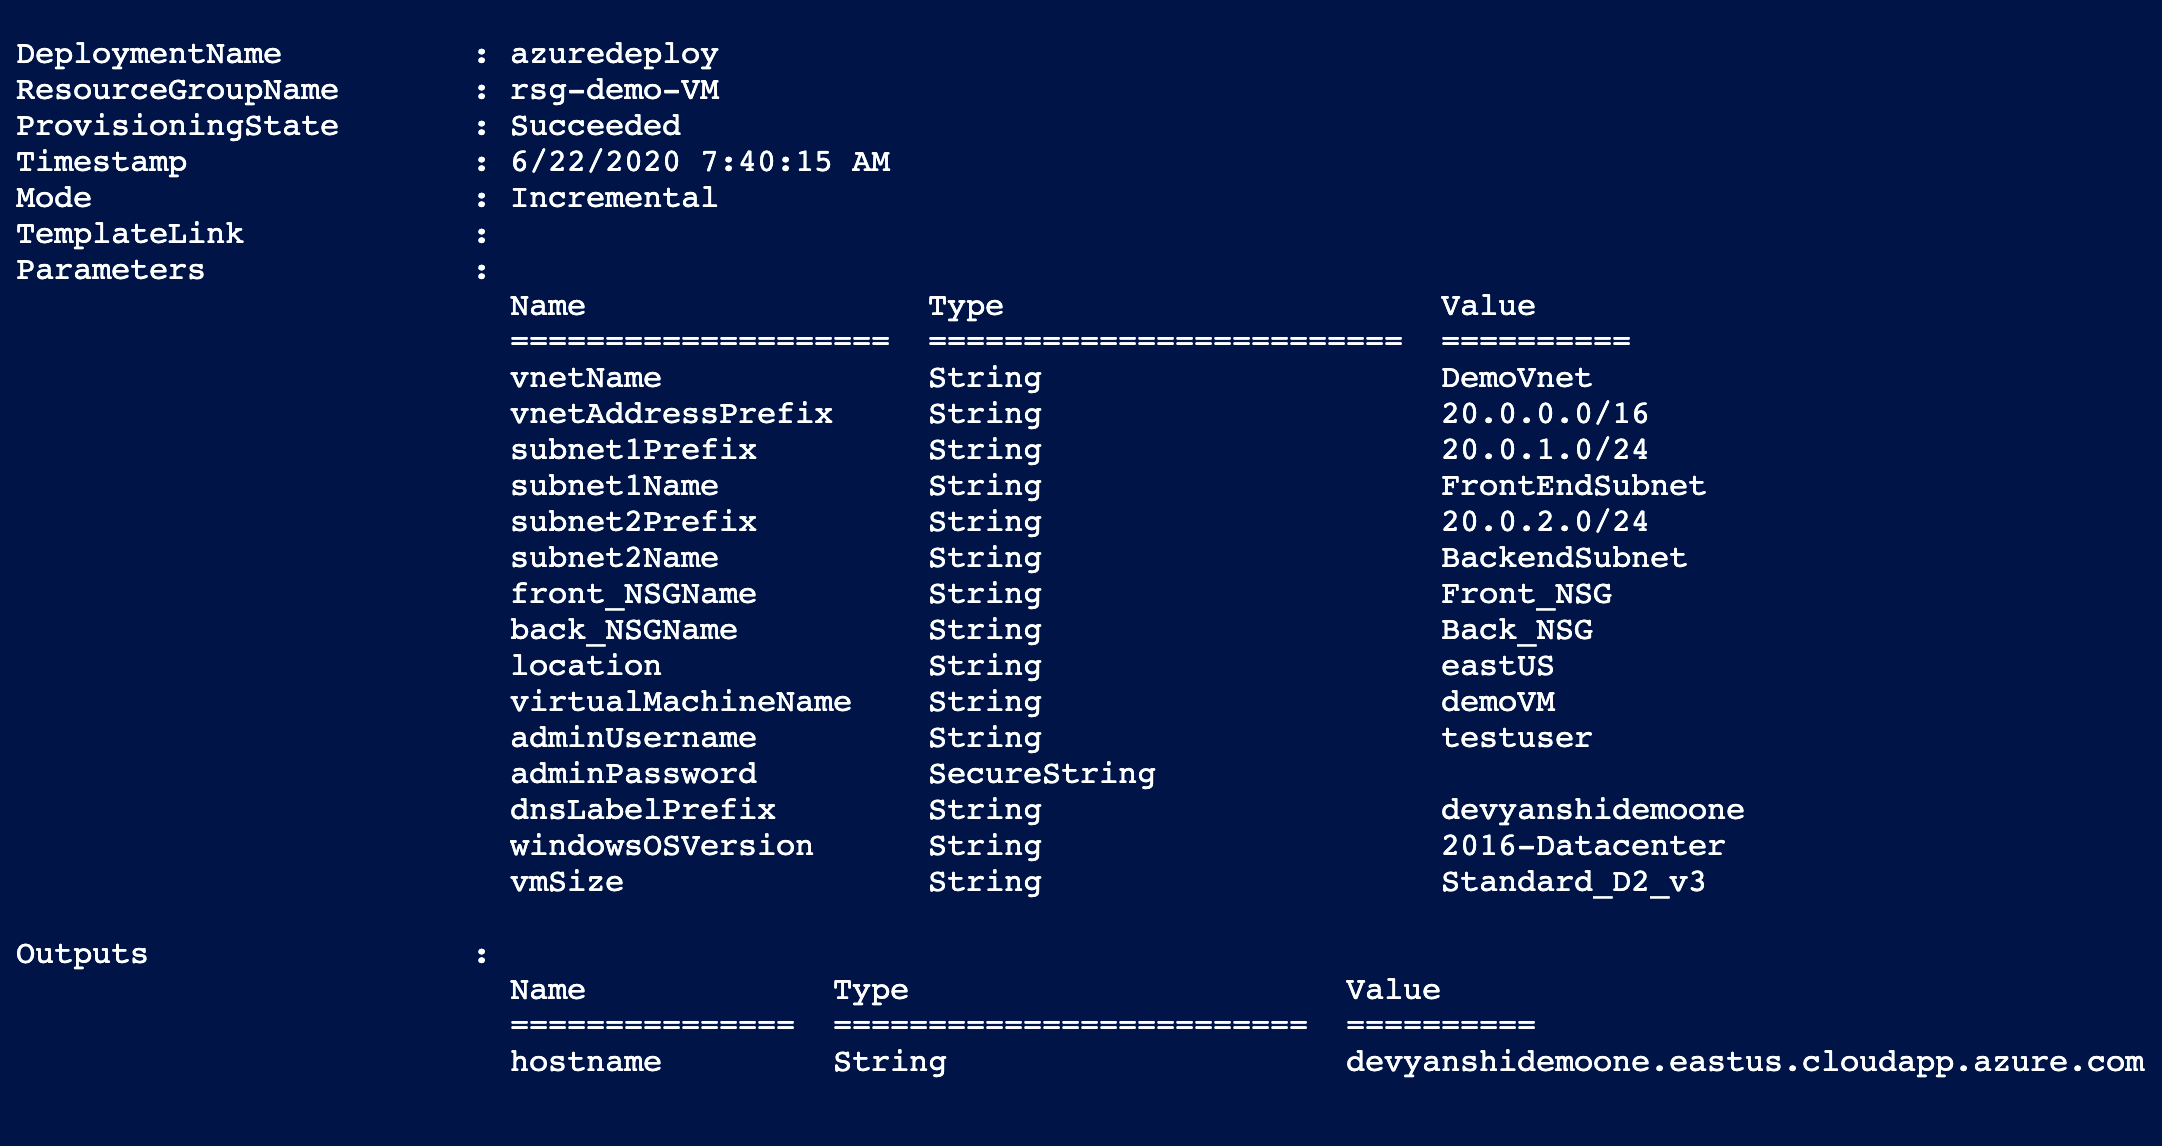 DeploymentName : azuredeploy
ResourceGroupName : rsg-demo-VM
ProvisioningState : Succeeded
Timestamp : 6/22/2020 7:40:15 AM
Mode : Incremental
TemplateLink :
Parameters :
Name Type Value
==================== ========================= ==========
vnetName String DemoVnet
vnetAddressPrefix String 20.0.0.0/16
subnet1Prefix String 20.0.1.0/24
subnet1Name String FrontEndSubnet
subnet2Prefix String 20.0.2.0/24
subnet2Name String BackendSubnet
front_NSGName String Front_NSG
back_NSGName String Back_NSG
location String eastUS
virtualMachineName String demoVM
adminUsername String testuser
adminPassword SecureString
dnsLabelPrefix String devyanshidemoone
windowsOSVersion String 2016-Datacenter
vmSize String Standard_D2_v3
Outputs :
Name Type Value
=============== ========================= ==========
hostname String devyanshidemoone.eastus.cloudapp.azure.com